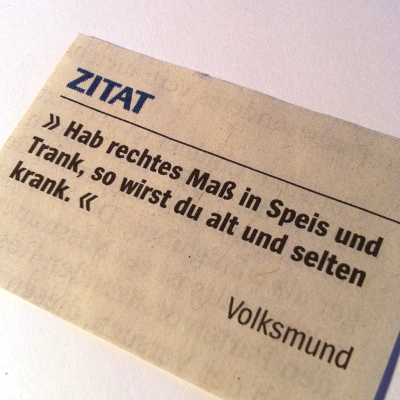 ZITAT
» Hab rechtes Maß in Speis und
Trank, so wirst du alt und selten
krank. «
Volksmund